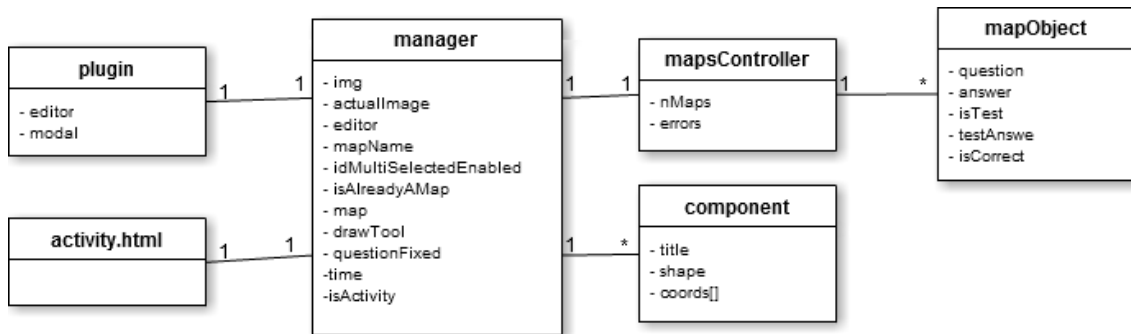 plugin
- editor
- modal
activity.html
1
1
1
1
manager
- img
- actualImage
- editor
- mapName
- idMultiSelectedEnabled
- isAlreadyAMap
- map
- drawTool
- questionFixed
-time
-isActivity
1
1
mapsController
- nMaps
- errors
1
*
mapObject
- question
- answer
- isTest
- testAnswe
- isCorrect
1
*
component
- title
- shape
- coords[]